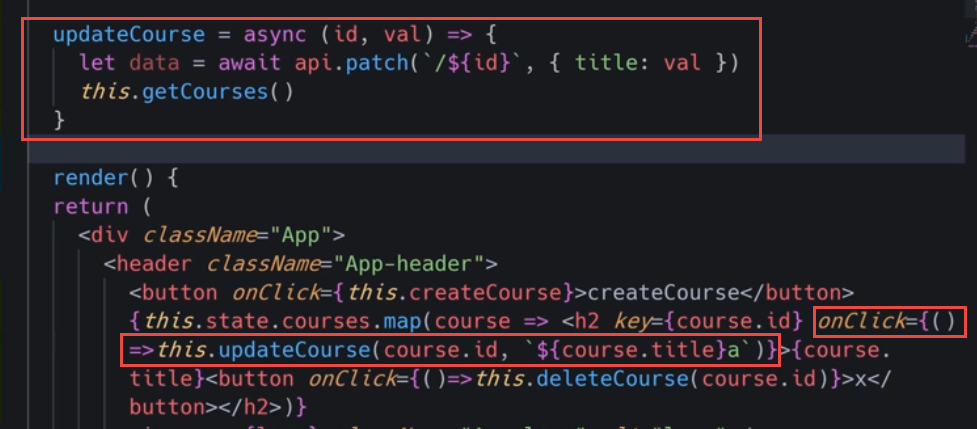 updateCourse = async (id, val) => {
let data = await api.patch(`/${id}`, { title: val })
this.getCourses()
}
render() {
return (
<div className="App">
<header className="App-header">
<button onClick={this.createCourse}>createCourse</button>
{this.state.courses.map(course => <h2 key={course.id} onClick={()
=>this.updateCourse(course.id, `${course.title}a`)}>{course.
title}<button onClick={()=>this.deleteCourse(course.id)}>x</
button></h2>)}